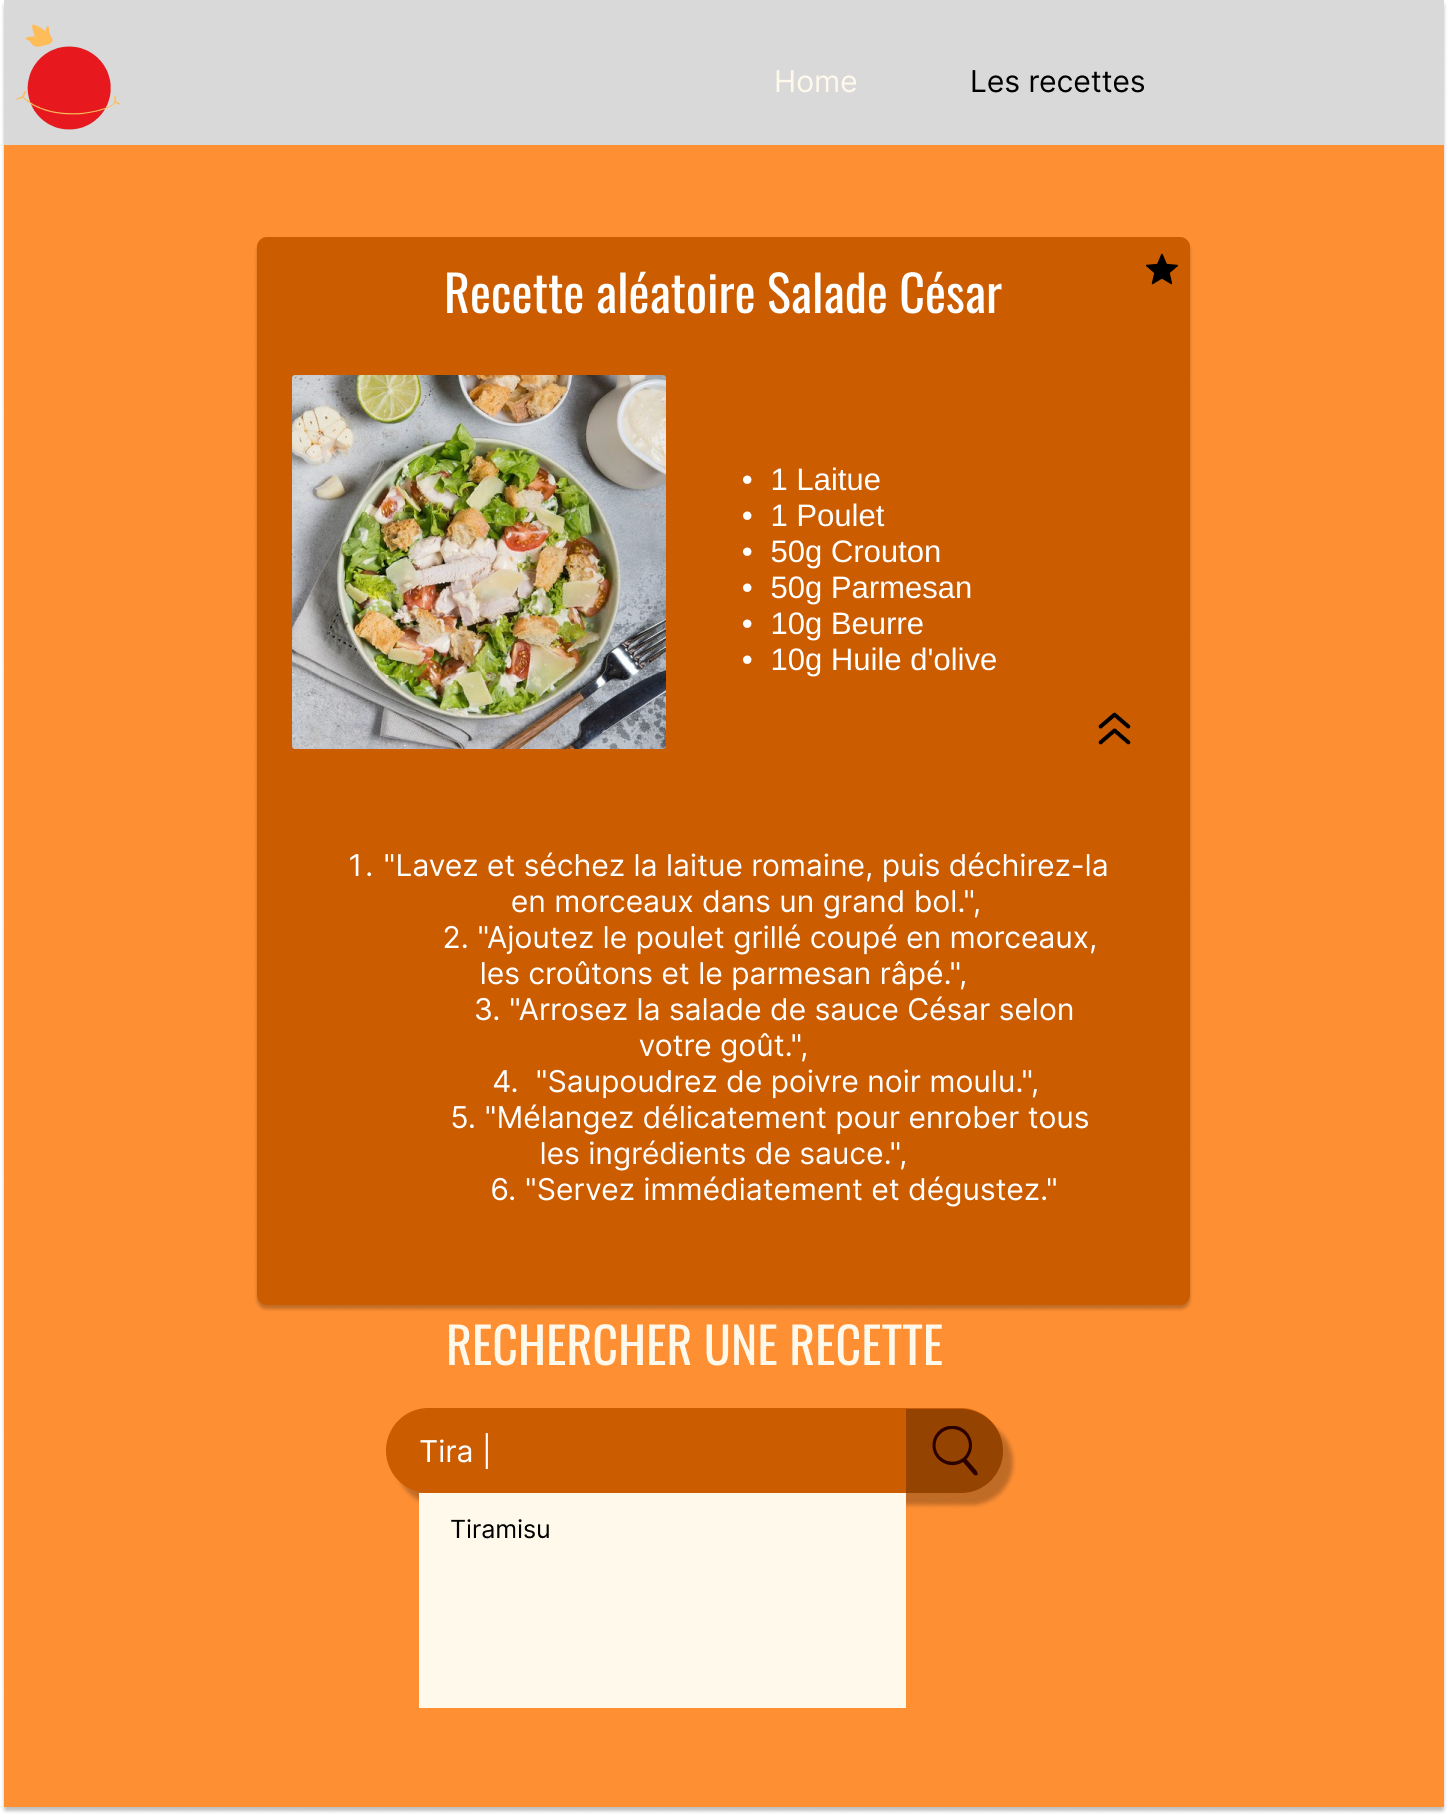 Home
Les recettes
Recette aléatoire Salade César
• 1 Laitue
• 1 Poulet
• 50g Crouton
• 50g Parmesan
• 10g Beurre
• 10g Huile d'olive
1. "Lavez et séchez la laitue romaine, puis déchirez-la
en morceaux dans un grand bol.",
2. "Ajoutez le poulet grillé coupé en morceaux,
les croûtons et le parmesan râpé.",
3. "Arrosez la salade de sauce César selon
votre goût.",
4. "Saupoudrez de poivre noir moulu.",
5. "Mélangez délicatement pour enrober tous
les ingrédients de sauce.",
6. "Servez immédiatement et dégustez."
RECHERCHER UNE RECETTE
Tira |
Tiramisu